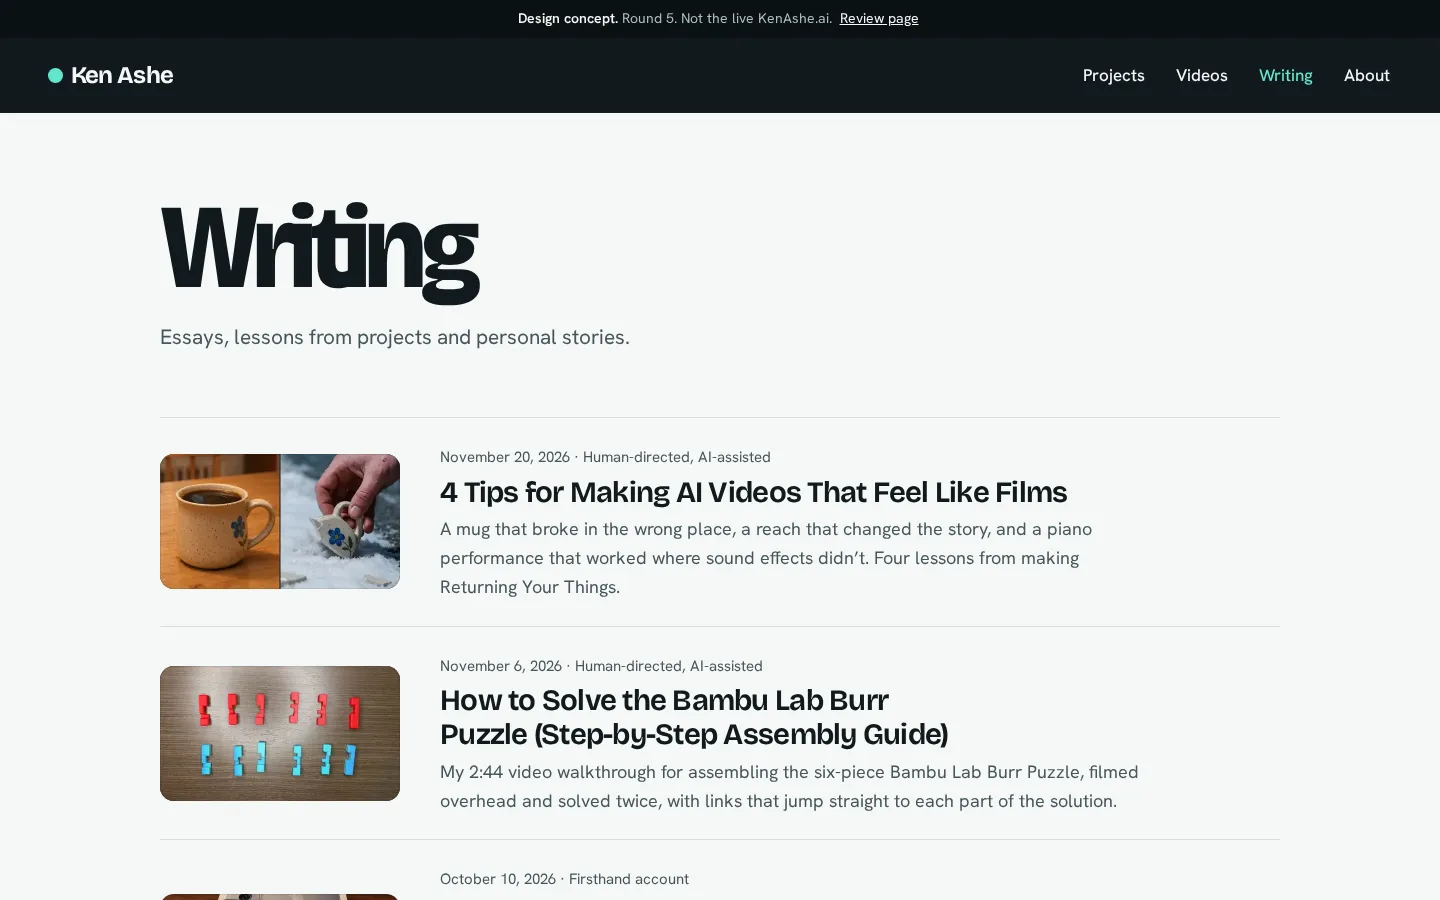 Design concept. Round 5. Not the live KenAshe.ai. Review page
Ken Ashe
Projects Videos Writing About
Writing
Essays, lessons from projects and personal stories.
November 20, 2026 · Human-directed, AI-assisted
4 Tips for Making AI Videos That Feel Like Films
A mug that broke in the wrong place, a reach that changed the story, and a piano
performance that worked where sound effects didn’t. Four lessons from making
Returning Your Things.
November 6, 2026 · Human-directed, AI-assisted
How to Solve the Bambu Lab Burr
Puzzle (Step-by-Step Assembly Guide)
My 2:44 video walkthrough for assembling the six-piece Bambu Lab Burr Puzzle, filmed
overhead and solved twice, with links that jump straight to each part of the solution.
October 10, 2026 · Firsthand account